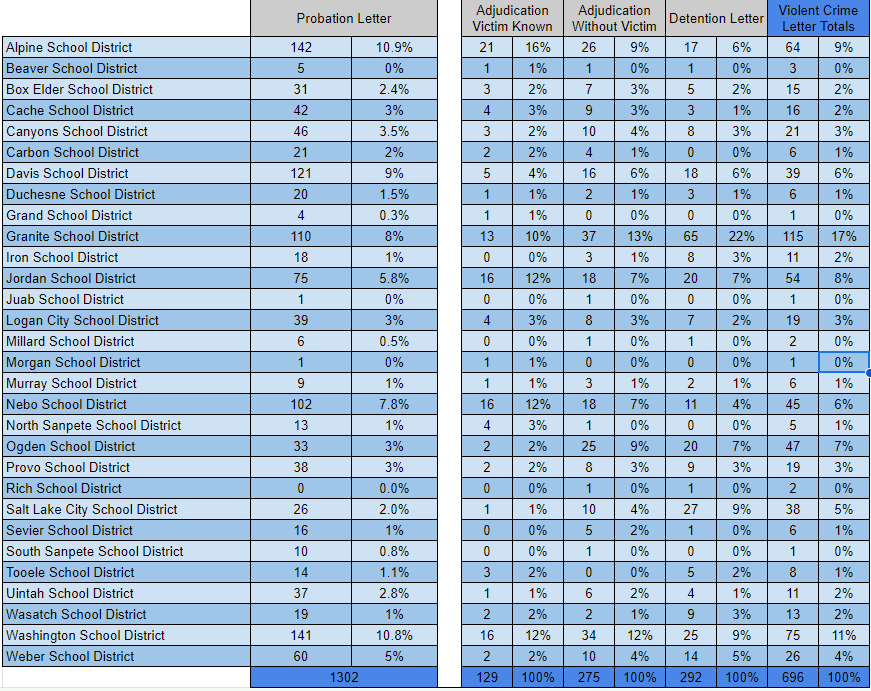 Probation Letter Adjudication Victim Known Adjudication Without Victim Detention Letter Violent Crime Letter Totals
Alpine School District 142 10.9% 21 16% 26 9% 17 6% 64 9%
Beaver School District 5 0% 1 1% 1 0% 1 0% 3 0%
Box Elder School District 31 2.4% 3 2% 7 3% 5 2% 15 2%
Cache School District 42 3% 4 3% 9 3% 3 1% 16 2%
Canyons School District 46 3.5% 3 2% 10 4% 8 3% 21 3%
Carbon School District 21 2% 2 2% 4 1% 0 0% 6 1%
Davis School District 121 9% 5 4% 16 6% 18 6% 39 6%
Duchesne School District 20 1.5% 1 1% 2 1% 3 1% 6 1%
Grand School District 4 0.3% 1 1% 0 0% 0 0% 1 0%
Granite School District 110 8% 13 10% 37 13% 65 22% 115 17%
Iron School District 18 1% 0 0% 3 1% 8 3% 11 2%
Jordan School District 75 5.8% 16 12% 18 7% 20 7% 54 8%
Juab School District 1 0% 0 0% 1 0% 0 0% 1 0%
Logan City School District 39 3% 4 3% 8 3% 7 2% 19 3%
Millard School District 6 0.5% 0 0% 1 0% 1 0% 2 0%
Morgan School District 1 0% 1 1% 0 0% 0 0% 1 0%
Murray School District 9 1% 1 1% 3 1% 2 1% 6 1%
Nebo School District 102 7.8% 16 12% 18 7% 11 4% 45 6%
North Sanpete School District 13 1% 4 3% 1 0% 0 0% 5 1%
Ogden School District 33 3% 2 2% 25 9% 20 7% 47 7%
Provo School District 38 3% 2 2% 8 3% 9 3% 19 3%
Rich School District 0 0.0% 0 0% 1 0% 1 0% 2 0%
Salt Lake City School District 26 2.0% 1 1% 10 4% 27 9% 38 5%
Sevier School District 16 1% 0 0% 5 2% 1 0% 6 1%
South Sanpete School District 10 0.8% 0 0% 1 0% 0 0% 1 0%
Tooele School District 14 1.1% 3 2% 0 0% 5 2% 8 1%
Uintah School District 37 2.8% 1 1% 6 2% 4 1% 11 2%
Wasatch School District 19 1% 2 2% 2 1% 9 3% 13 2%
Washington School District 141 10.8% 16 12% 34 12% 25 9% 75 11%
Weber School District 60 5% 2 2% 10 4% 14 5% 26 4%
1302 129 100% 275 100% 292 100% 696 100%